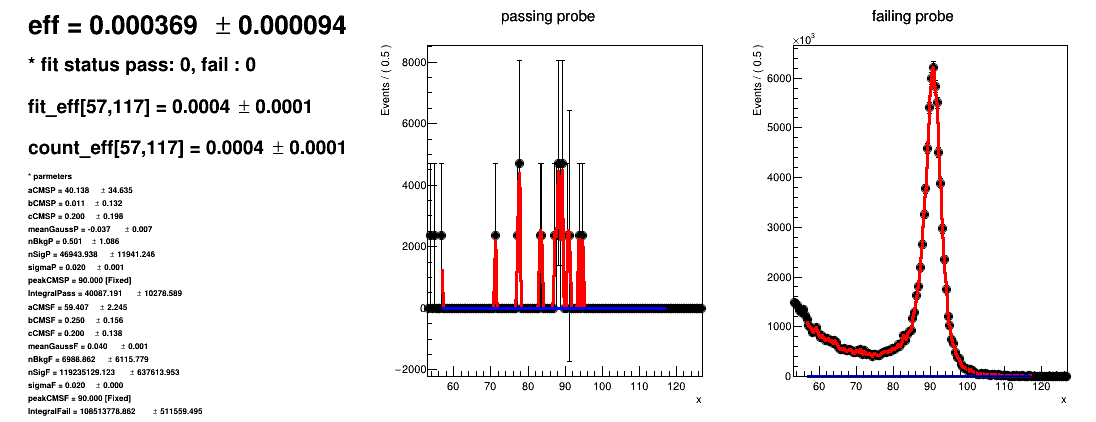 eff = 0.000369 ± 0.000094
* fit status pass: 0, fail : 0
fit_eff[57,117] = 0.0004 ± 0.0001
count_eff[57,117] = 0.0004 ± 0.0001
* parmeters
aCMSP = 40.138 ± 34.635
bCMSP = 0.011 ± 0.132
cCMSP = 0.200 ± 0.198
meanGaussP = -0.037 ± 0.007
nBkgP = 0.501 ± 1.086
nSigP = 46943.938 ± 11941.246
sigmaP = 0.020 ± 0.001
peakCMSP = 90.000 [Fixed]
IntegralPass = 40087.191 ± 10278.589
aCMSF = 59.407 ± 2.245
bCMSF = 0.250 ± 0.156
cCMSF = 0.200 ± 0.138
meanGaussF = 0.040 ± 0.001
nBkgF = 6988.862 ± 6115.779
nSigF = 119235129.123 ± 637613.953
sigmaF = 0.020 ± 0.000
peakCMSF = 90.000 [Fixed]
IntegralFail = 108513778.862 ± 511559.495
passing probe
Events / ( 0.5 )
8000
6000
4000
2000
0
−2000
60 70 80 90 100 110 120
x
failing probe
×10³
Events / ( 0.5 )
6000
5000
4000
3000
2000
1000
0
60 70 80 90 100 110 120
x